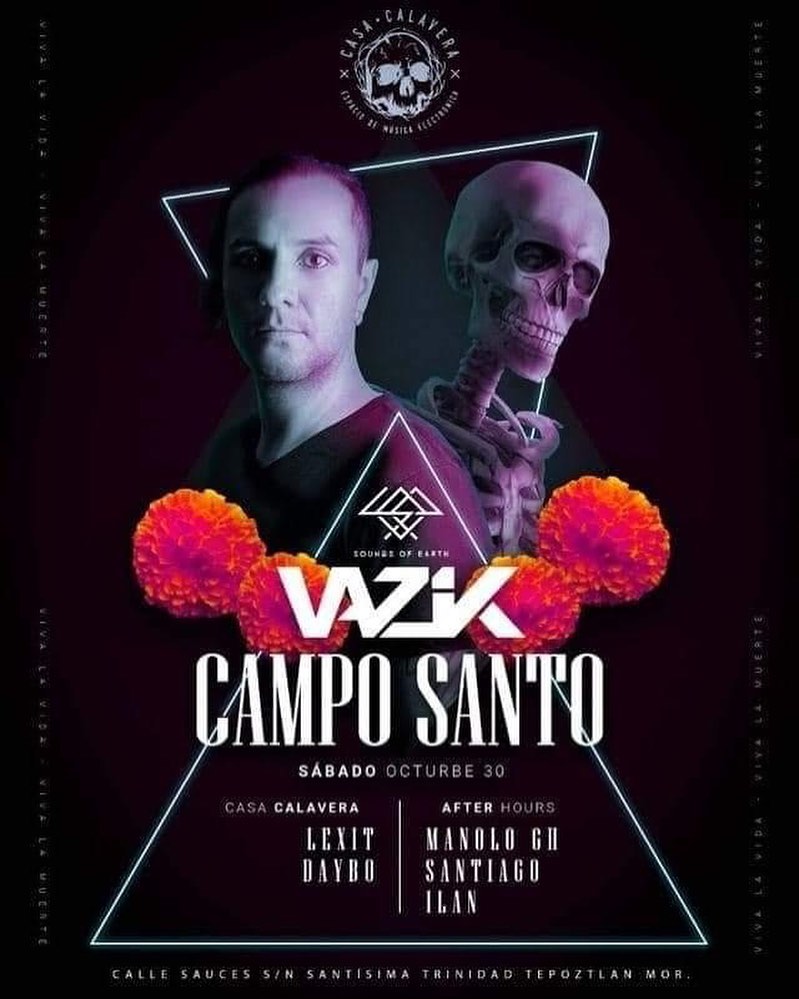 CASA • CALAVERA
ESPACIO DE MÚSICA ELECTRÓNICA
VIVA LA VIDA - VIVA LA MUERTE
VIVA LA VIDA - VIVA LA MUERTE
SOUNDS OF EARTH
VAZIK
CAMPO SANTO
SÁBADO OCTURBE 30
CASA CALAVERA
LEXIT
DAYBO
AFTER HOURS
MANOLO GH
SANTIAGO
ILAN
VIVA LA VIDA - VIVA LA MUERTE
VIVA LA VIDA - VIVA LA MUERTE
CALLE SAUCES S/N SANTÍSIMA TRINIDAD TEPOZTLAN MOR.